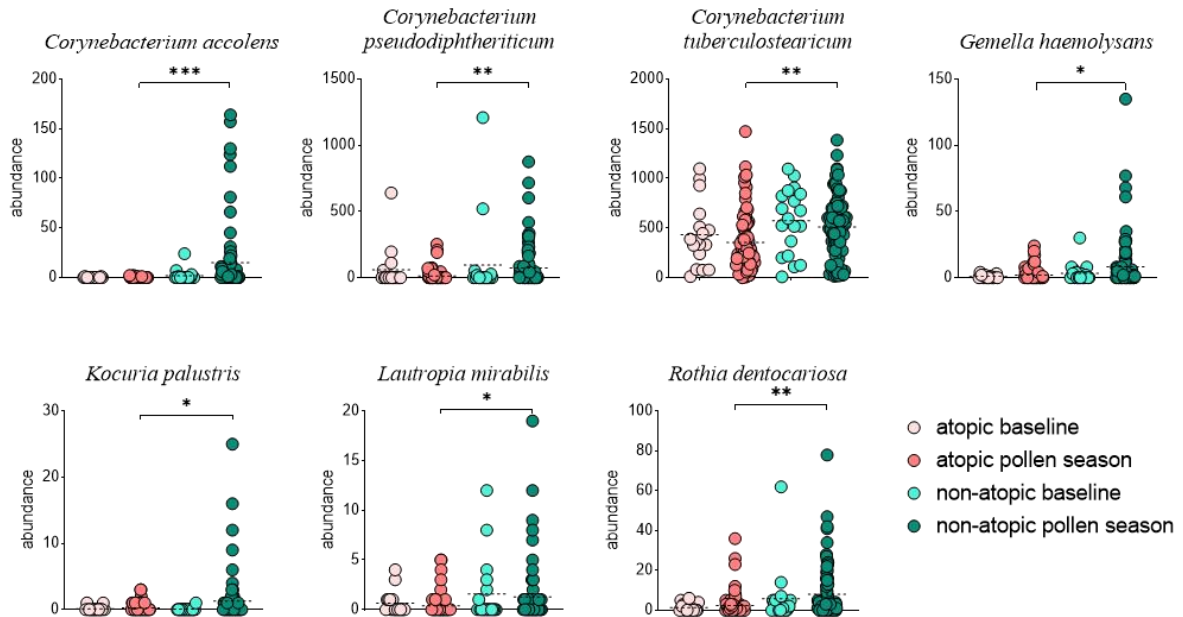 Corynebacterium accolens
Corynebacterium
pseudodiphtheriticum
Corynebacterium
tuberculostearicum
Gemella haemolysans
200
150
100
50
0
abundance
***
1500
1000
500
0
abundance
**
2000
1500
1000
500
0
abundance
**
150
100
50
0
abundance
*
Kocuria palustris
Lautropia mirabilis
Rothia dentocariosa
30
20
10
0
abundance
*
20
15
10
5
0
abundance
*
100
80
60
40
20
0
abundance
**
atopic baseline
atopic pollen season
non-atopic baseline
non-atopic pollen season